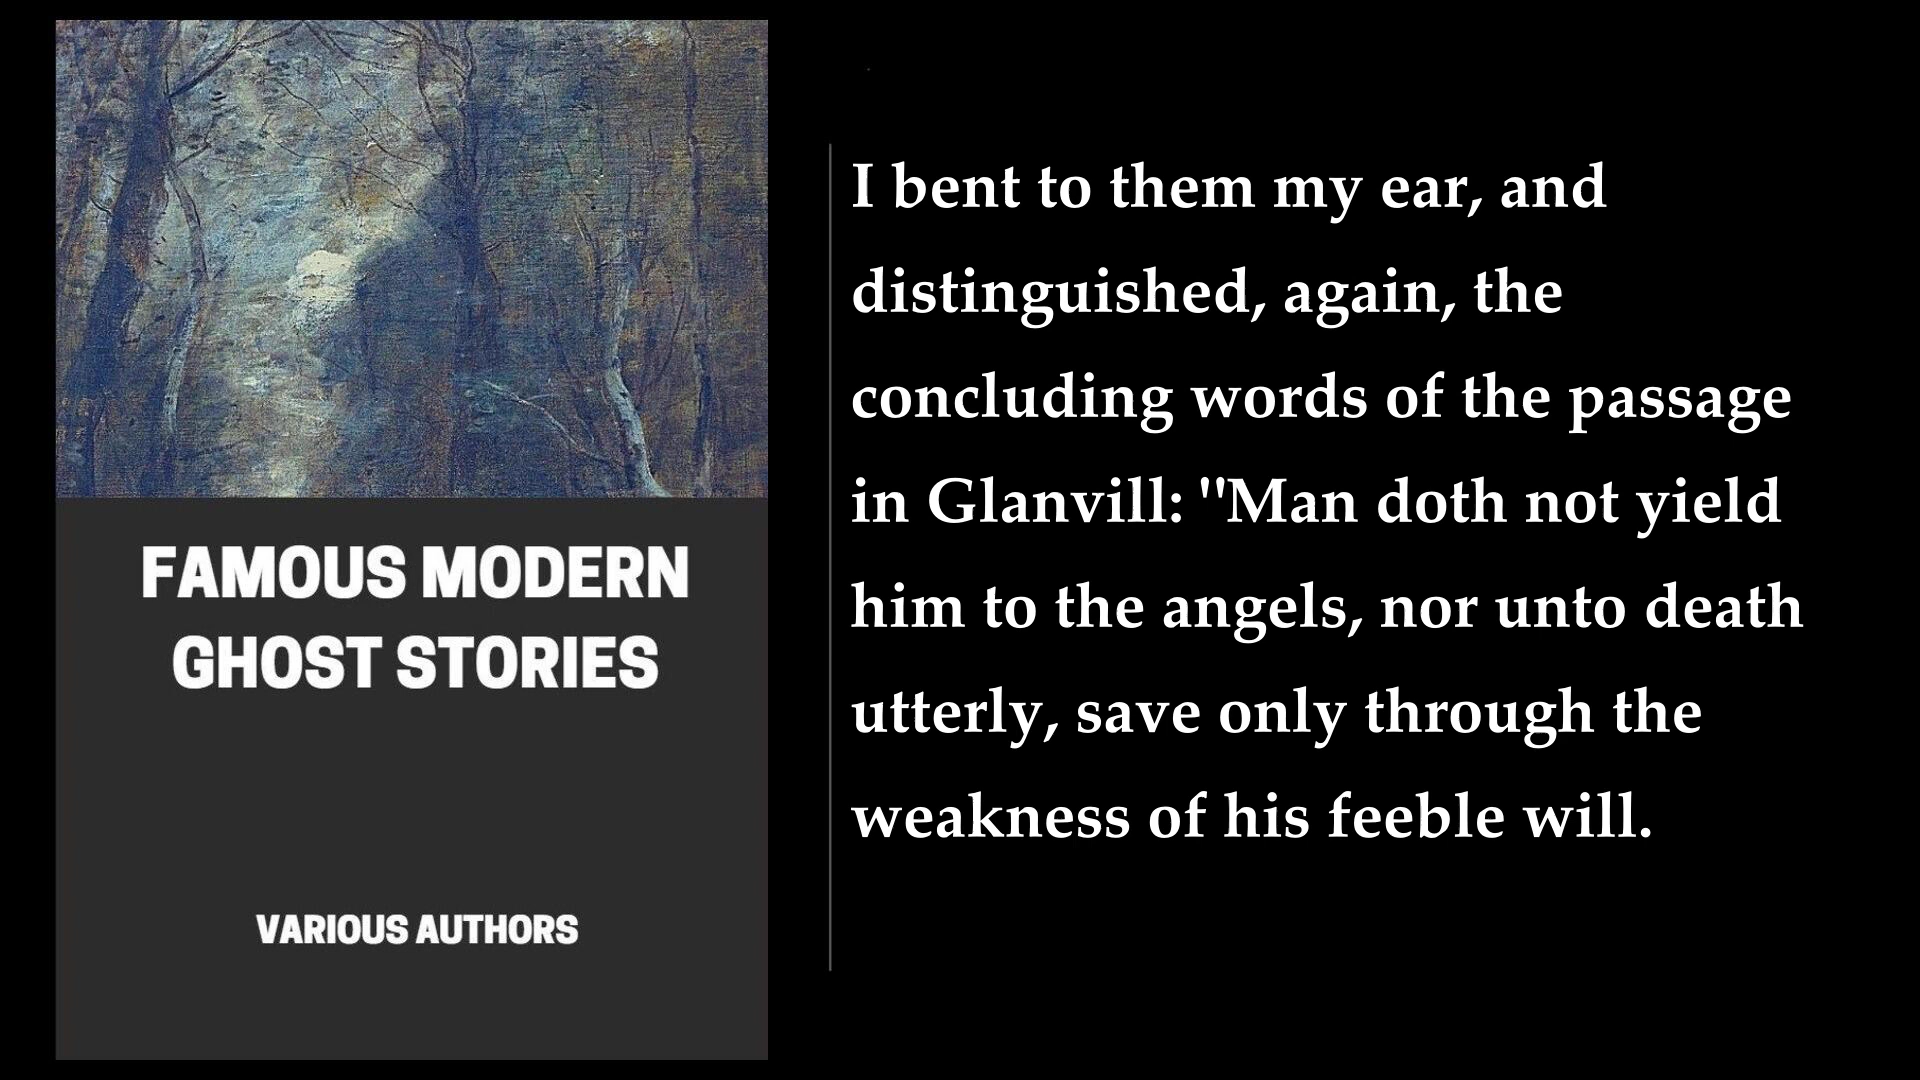 FAMOUS MODERN
GHOST STORIES
VARIOUS AUTHORS
I bent to them my ear, and
distinguished, again, the
concluding words of the passage
in Glanvill: "Man doth not yield
him to the angels, nor unto death
utterly, save only through the
weakness of his feeble will.